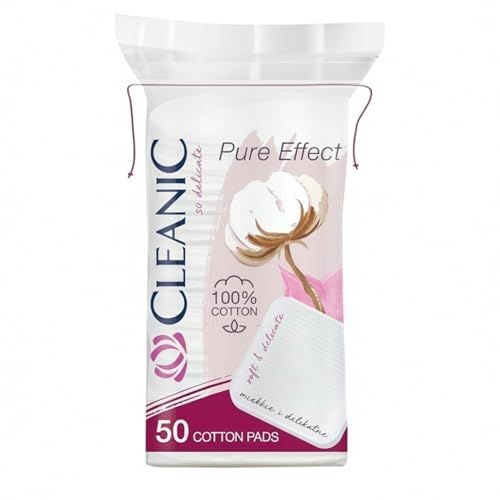 CLEANIC
so delicate
Pure Effect
100%
COTTON
soft & delicate
miękkie i delikatne
50 COTTON PADS